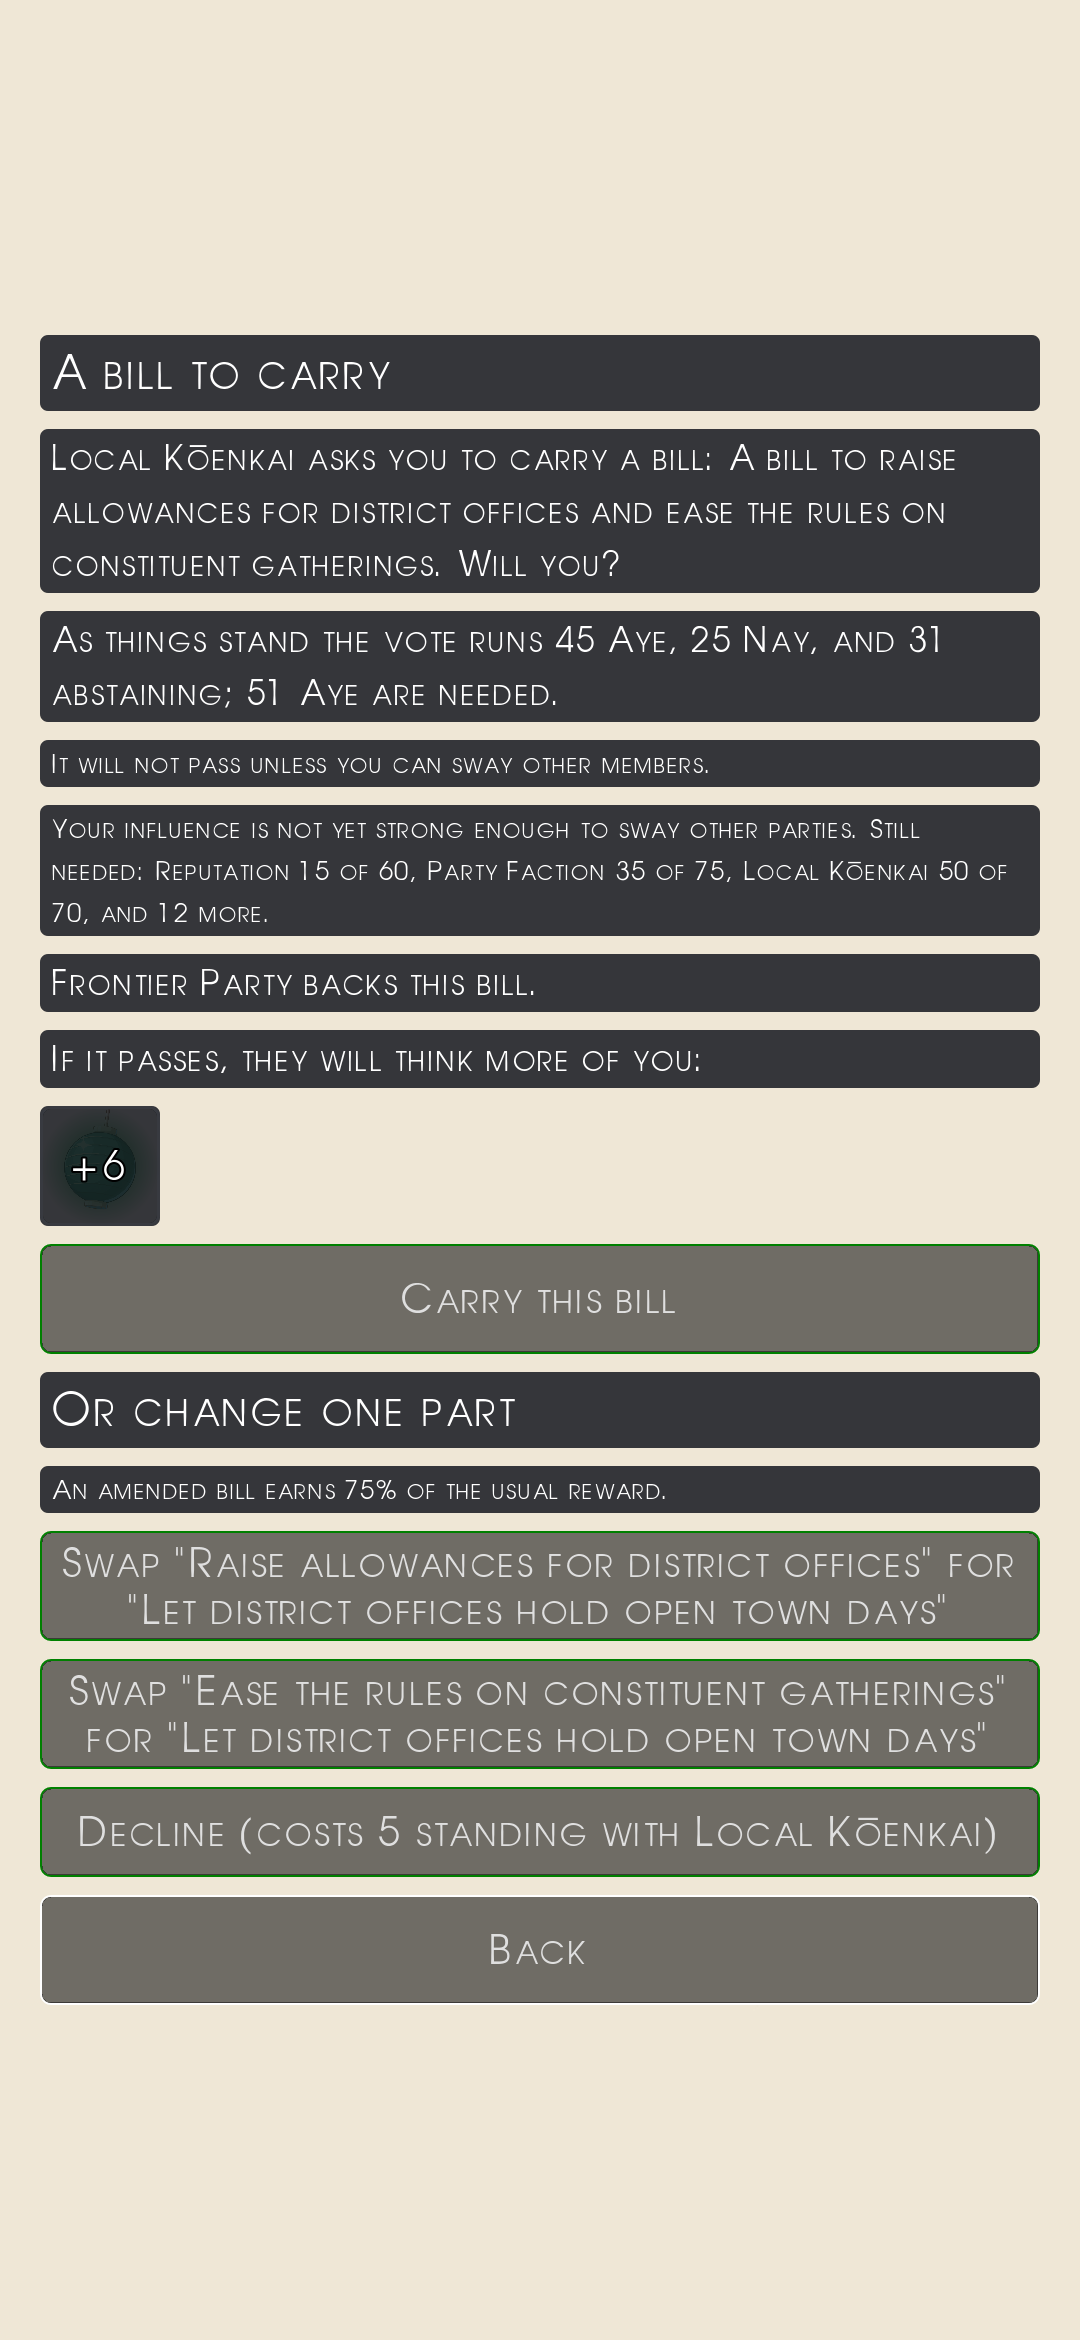 A bill to carry
Local Kōenkai asks you to carry a bill: A bill to raise
allowances for district offices and ease the rules on
constituent gatherings. Will you?
As things stand the vote runs 45 Aye, 25 Nay, and 31
abstaining; 51 Aye are needed.
It will not pass unless you can sway other members.
Your influence is not yet strong enough to sway other parties. Still
needed: Reputation 15 of 60, Party Faction 35 of 75, Local Kōenkai 50 of
70, and 12 more.
Frontier Party backs this bill.
If it passes, they will think more of you:
+6
Carry this bill
Or change one part
An amended bill earns 75% of the usual reward.
Swap "Raise allowances for district offices" for
"Let district offices hold open town days"
Swap "Ease the rules on constituent gatherings"
for "Let district offices hold open town days"
Decline (costs 5 standing with Local Kōenkai)
Back